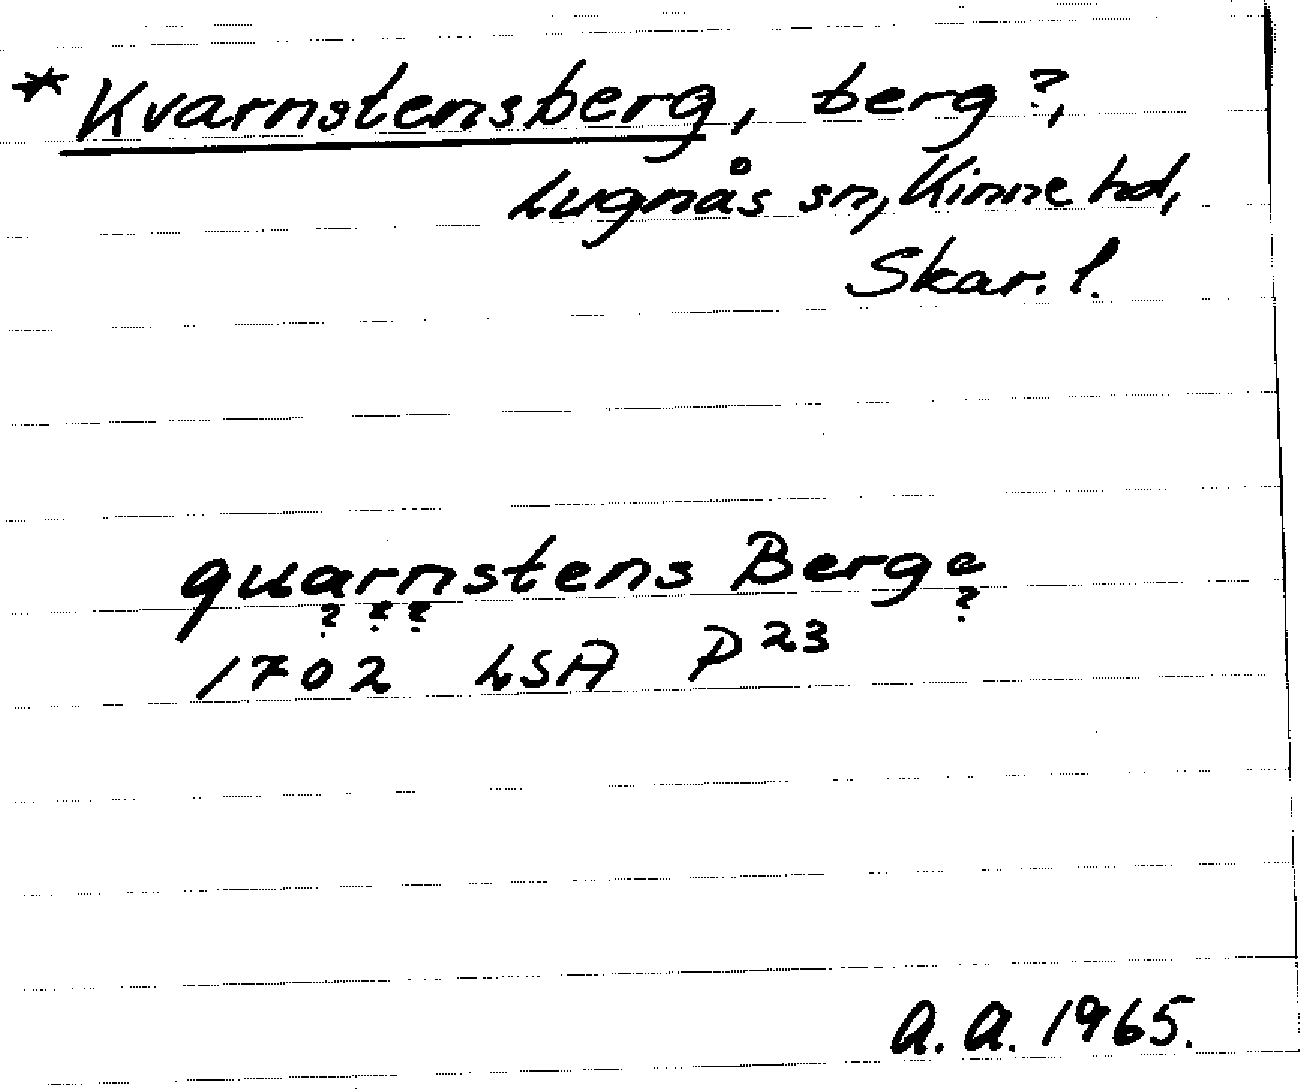 * Kvarnstensberg, berg?,
Lugnås sn, Kinne hd,
Skar. l.
quarnstens Berge
? ? ? ?
1702 LSA P 23
A. A. 1965.